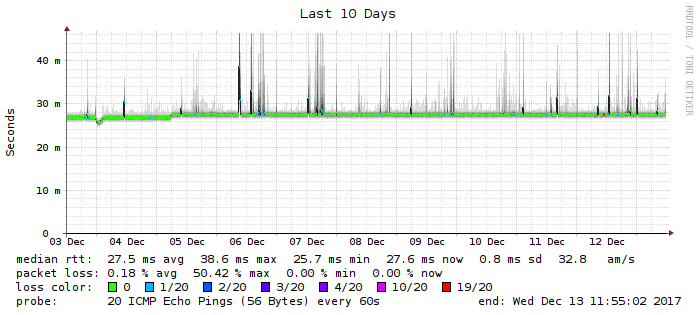 Last 10 Days
RRDTOOL / TOBI OETIKER
Seconds
40 m
30 m
20 m
10 m
0
03 Dec 04 Dec 05 Dec 06 Dec 07 Dec 08 Dec 09 Dec 10 Dec 11 Dec 12 Dec
median rtt: 27.5 ms avg 38.6 ms max 25.7 ms min 27.6 ms now 0.8 ms sd 32.8 am/s
packet loss: 0.18 % avg 50.42 % max 0.00 % min 0.00 % now
loss color: 0 1/20 2/20 3/20 4/20 10/20 19/20
probe: 20 ICMP Echo Pings (56 Bytes) every 60s end: Wed Dec 13 11:55:02 2017